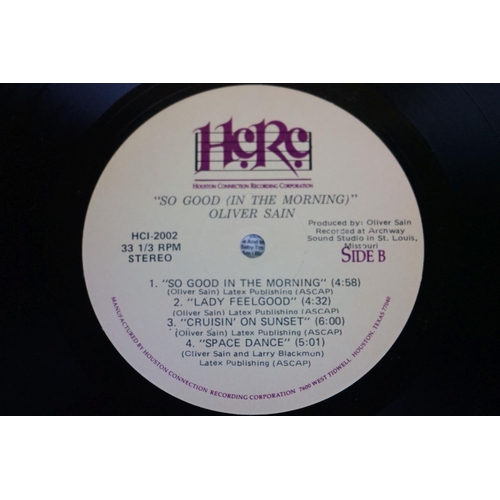 HCRC
HOUSTON CONNECTION RECORDING CORPORATION
"SO GOOD (IN THE MORNING)"
OLIVER SAIN
HCI-2002
33 1/3 RPM
STEREO
Produced by: Oliver Sain
Recorded at Archway
Sound Studio in St. Louis,
Missouri
SIDE B
1. "SO GOOD IN THE MORNING" (4:58)
(Oliver Sain) Latex Publishing (ASCAP)
2. "LADY FEELGOOD" (4:32)
(Oliver Sain) Latex Publishing (ASCAP)
3. "CRUISIN' ON SUNSET" (6:00)
(Oliver Sain) Latex Publishing (ASCAP)
4. "SPACE DANCE" (5:01)
(Oliver Sain and Larry Blackmun)
Latex Publishing (ASCAP)
MANUFACTURED BY HOUSTON CONNECTION RECORDING CORPORATION, 7600 WEST TIDWELL, HOUSTON, TEXAS 77040